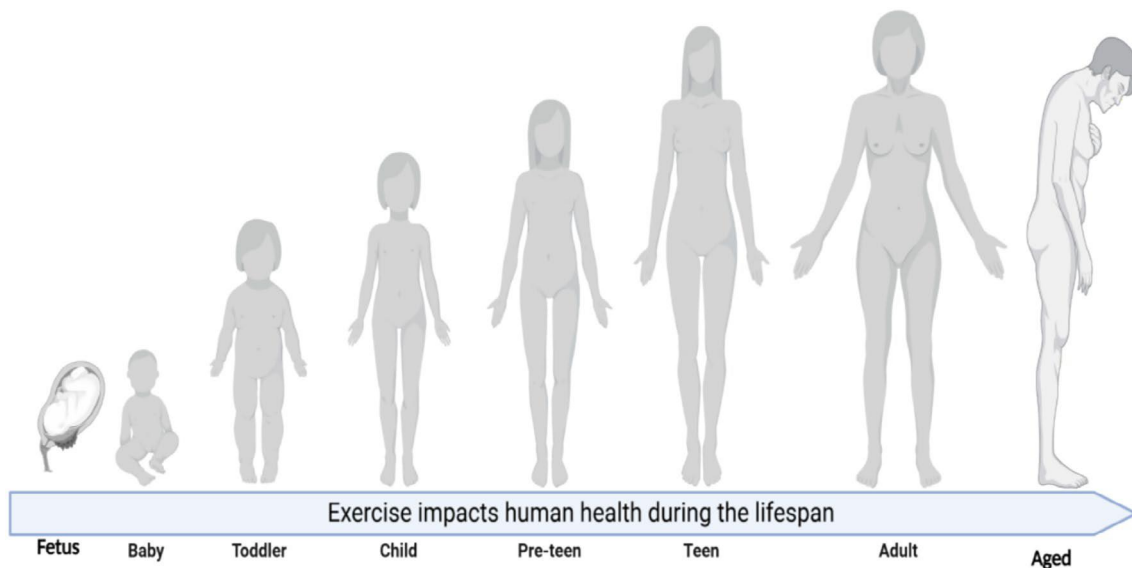 Exercise impacts human health during the lifespan
Fetus Baby Toddler Child Pre-teen Teen Adult Aged